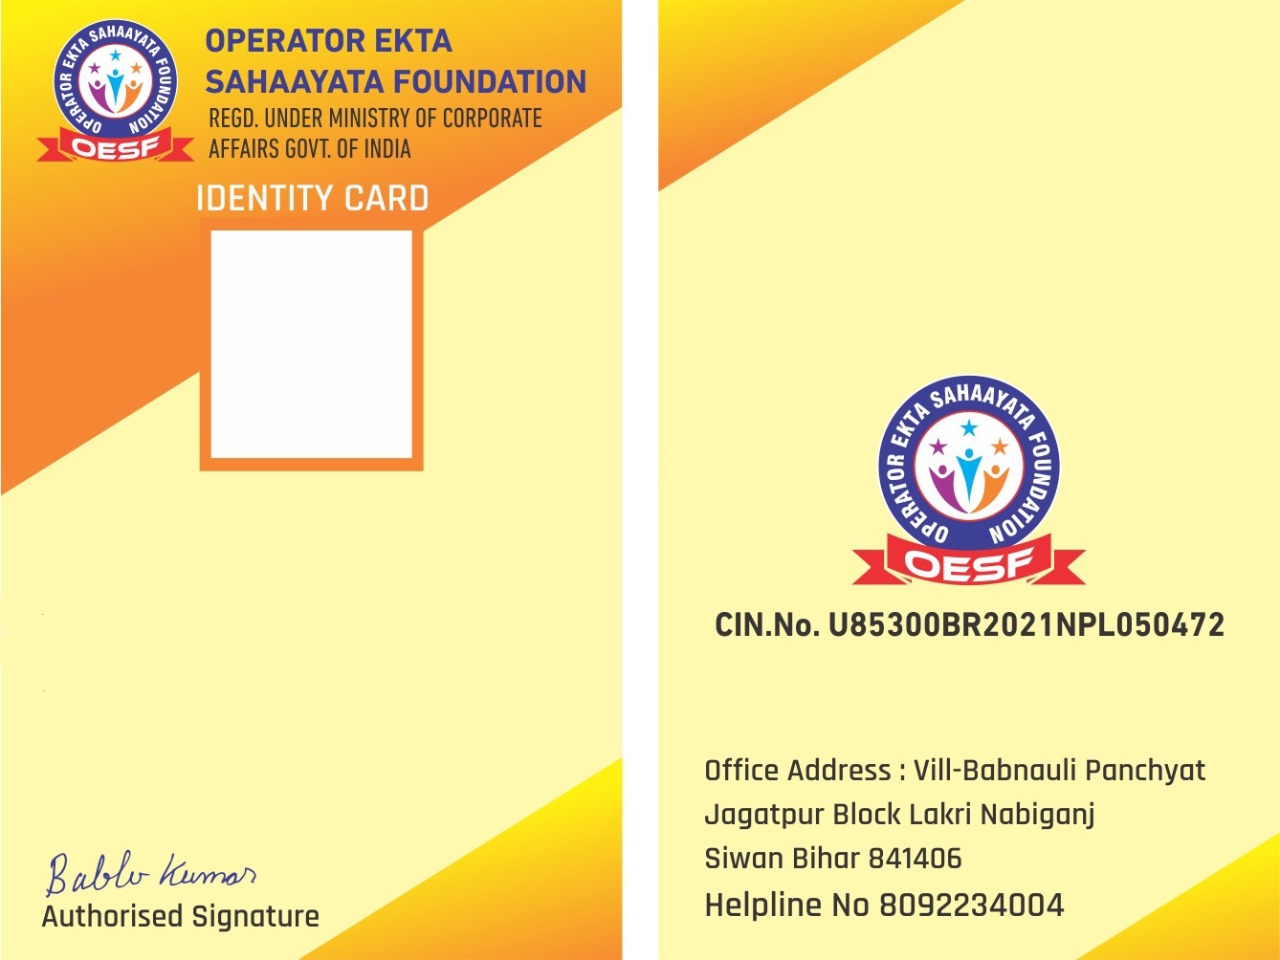 OPERATOR EKTA SAHAAYATA FOUNDATION
OESF
OPERATOR EKTA
SAHAAYATA FOUNDATION
REGD. UNDER MINISTRY OF CORPORATE
AFFAIRS GOVT. OF INDIA
IDENTITY CARD
Bablu Kumar
Authorised Signature
OPERATOR EKTA SAHAAYATA FOUNDATION
OESF
CIN.No. U85300BR2021NPL050472
Office Address : Vill-Babnauli Panchyat
Jagatpur Block Lakri Nabiganj
Siwan Bihar 841406
Helpline No 8092234004